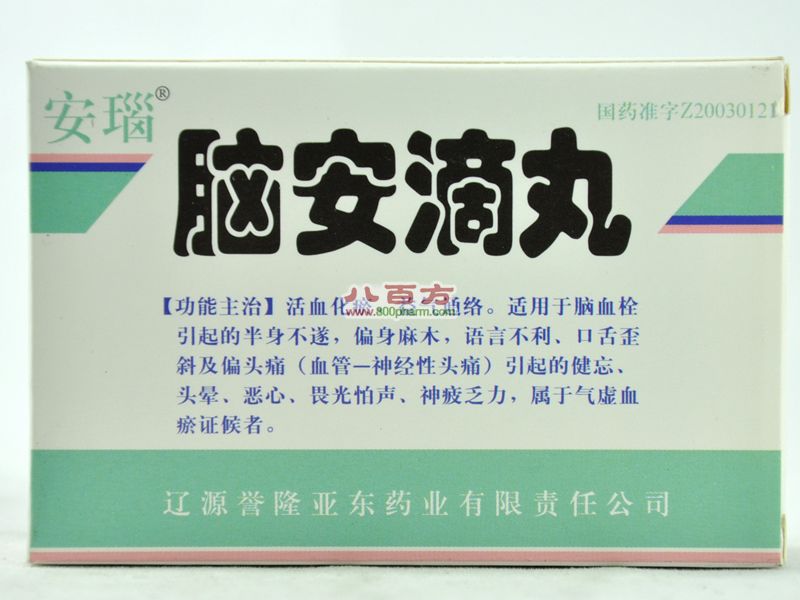 安瑙®
国药准字Z20030121
脑安滴丸
八百方
www.800pharm.com
【功能主治】活血化瘀，益气通络。适用于脑血栓
引起的半身不遂，偏身麻木，语言不利、口舌歪
斜及偏头痛（血管—神经性头痛）引起的健忘、
头晕、恶心、畏光怕声、神疲乏力，属于气虚血
瘀证候者。
辽源誉隆亚东药业有限责任公司